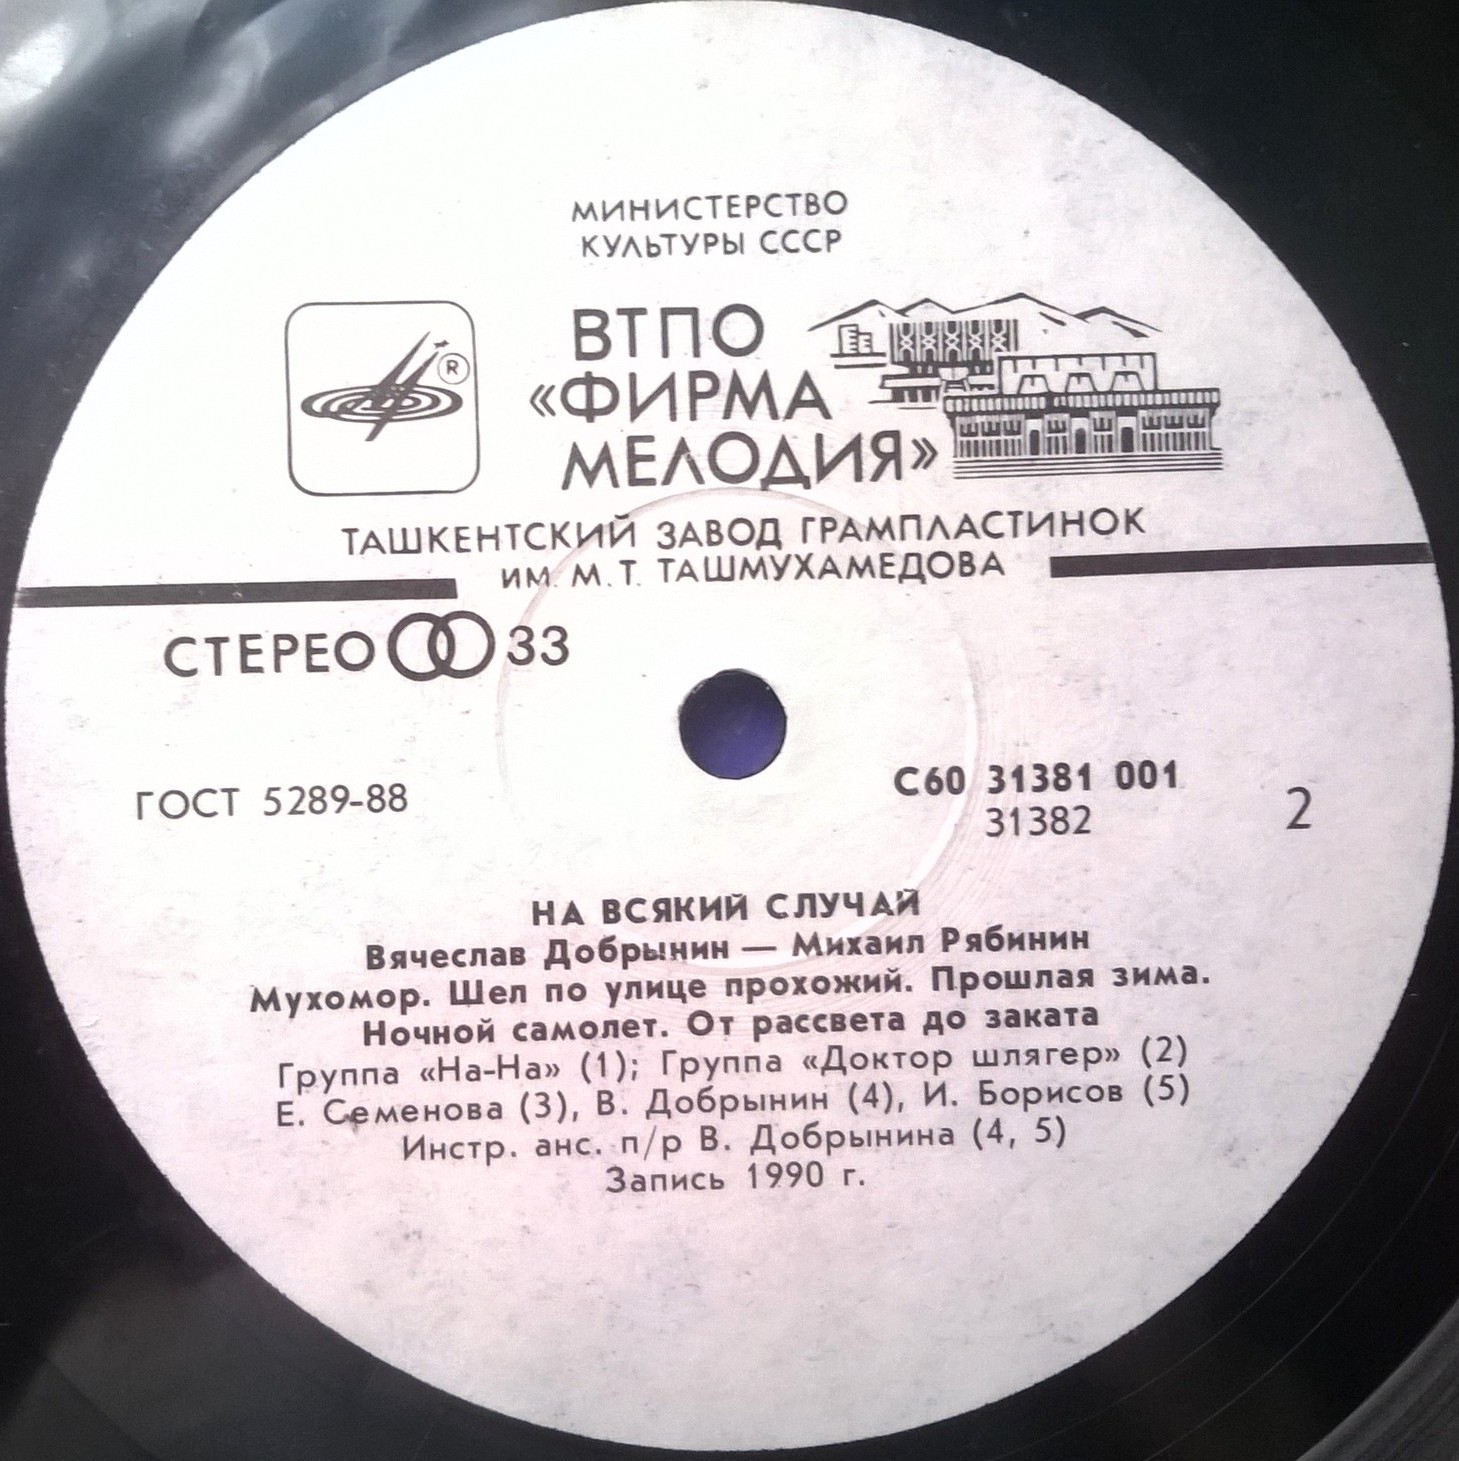 МИНИСТЕРСТВО
КУЛЬТУРЫ СССР
ВТПО
«ФИРМА
МЕЛОДИЯ»
R
ТАШКЕНТСКИЙ ЗАВОД ГРАМПЛАСТИНОК
ИМ. М. Т. ТАШМУХАМЕДОВА
СТЕРЕО 33
ГОСТ 5289-88
С60 31381 001
31382
2
НА ВСЯКИЙ СЛУЧАЙ
Вячеслав Добрынин — Михаил Рябинин
Мухомор. Шел по улице прохожий. Прошлая зима.
Ночной самолет. От рассвета до заката
Группа «На-На» (1); Группа «Доктор шлягер» (2)
Е. Семенова (3), В. Добрынин (4), И. Борисов (5)
Инстр. анс. п/р В. Добрынина (4, 5)
Запись 1990 г.